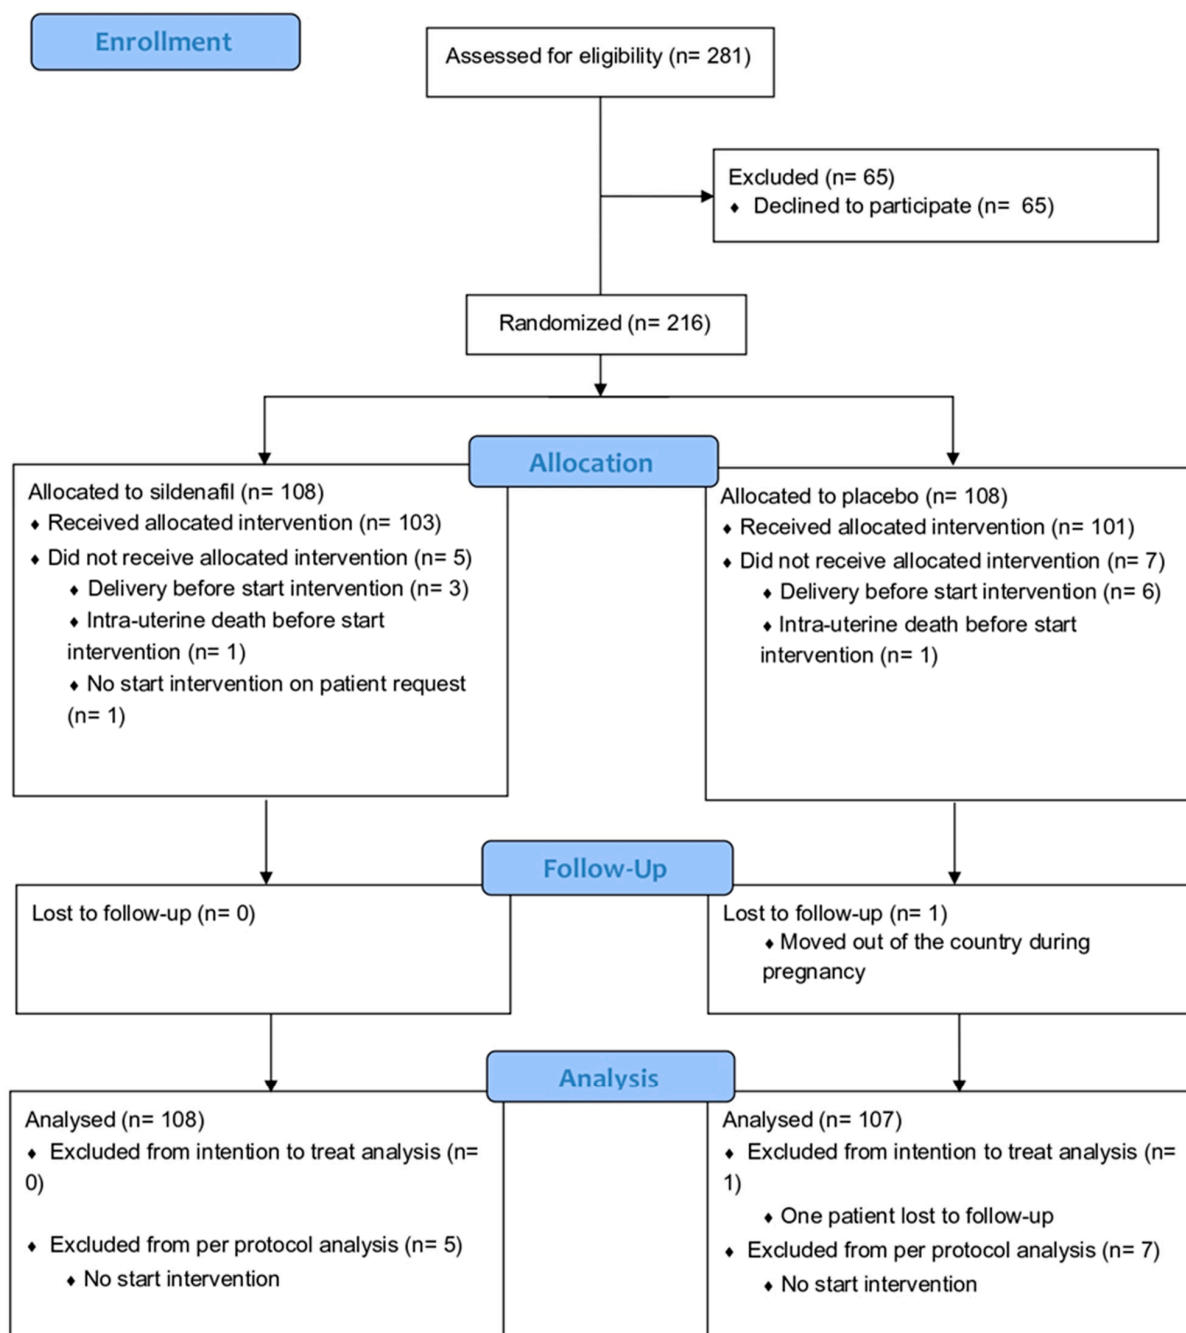 Enrollment
Assessed for eligibility (n= 281)
Excluded (n= 65)
♦ Declined to participate (n=  65)
Randomized (n= 216)
Allocation
Allocated to sildenafil (n= 108)
♦ Received allocated intervention (n= 103)
♦ Did not receive allocated intervention (n= 5)
♦ Delivery before start intervention (n= 3)
♦ Intra-uterine death before start
intervention (n= 1)
♦ No start intervention on patient request
(n= 1)
Allocated to placebo (n= 108)
♦ Received allocated intervention (n= 101)
♦ Did not receive allocated intervention (n= 7)
♦ Delivery before start intervention (n= 6)
♦ Intra-uterine death before start
intervention (n= 1)
Follow-Up
Lost to follow-up (n= 0)
Lost to follow-up (n= 1)
♦ Moved out of the country during
pregnancy
Analysis
Analysed (n= 108)
♦ Excluded from intention to treat analysis (n=
0)
♦ Excluded from per protocol analysis (n= 5)
♦ No start intervention
Analysed (n= 107)
♦ Excluded from intention to treat analysis (n=
1)
♦ One patient lost to follow-up
♦ Excluded from per protocol analysis (n= 7)
♦ No start intervention